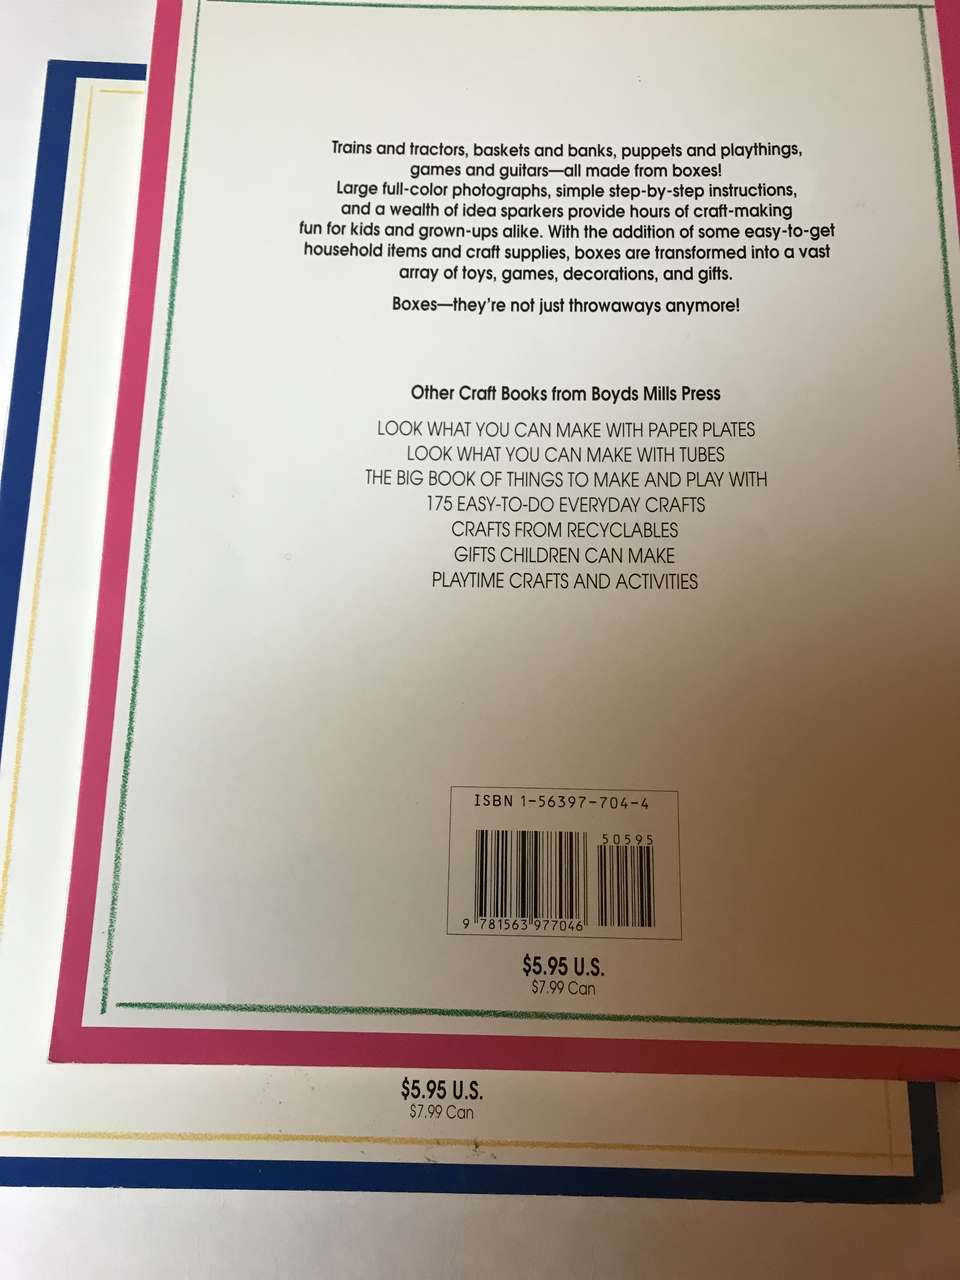 Trains and tractors, baskets and banks, puppets and playthings,
games and guitars—all made from boxes!
Large full-color photographs, simple step-by-step instructions,
and a wealth of idea sparkers provide hours of craft-making
fun for kids and grown-ups alike. With the addition of some easy-to-get
household items and craft supplies, boxes are transformed into a vast
array of toys, games, decorations, and gifts.
Boxes—they're not just throwaways anymore!
Other Craft Books from Boyds Mills Press
LOOK WHAT YOU CAN MAKE WITH PAPER PLATES
LOOK WHAT YOU CAN MAKE WITH TUBES
THE BIG BOOK OF THINGS TO MAKE AND PLAY WITH
175 EASY-TO-DO EVERYDAY CRAFTS
CRAFTS FROM RECYCLABLES
GIFTS CHILDREN CAN MAKE
PLAYTIME CRAFTS AND ACTIVITIES
ISBN 1-56397-704-4
50595
9 781563 977046
$5.95 U.S.
$7.99 Can
$5.95 U.S.
$7.99 Can